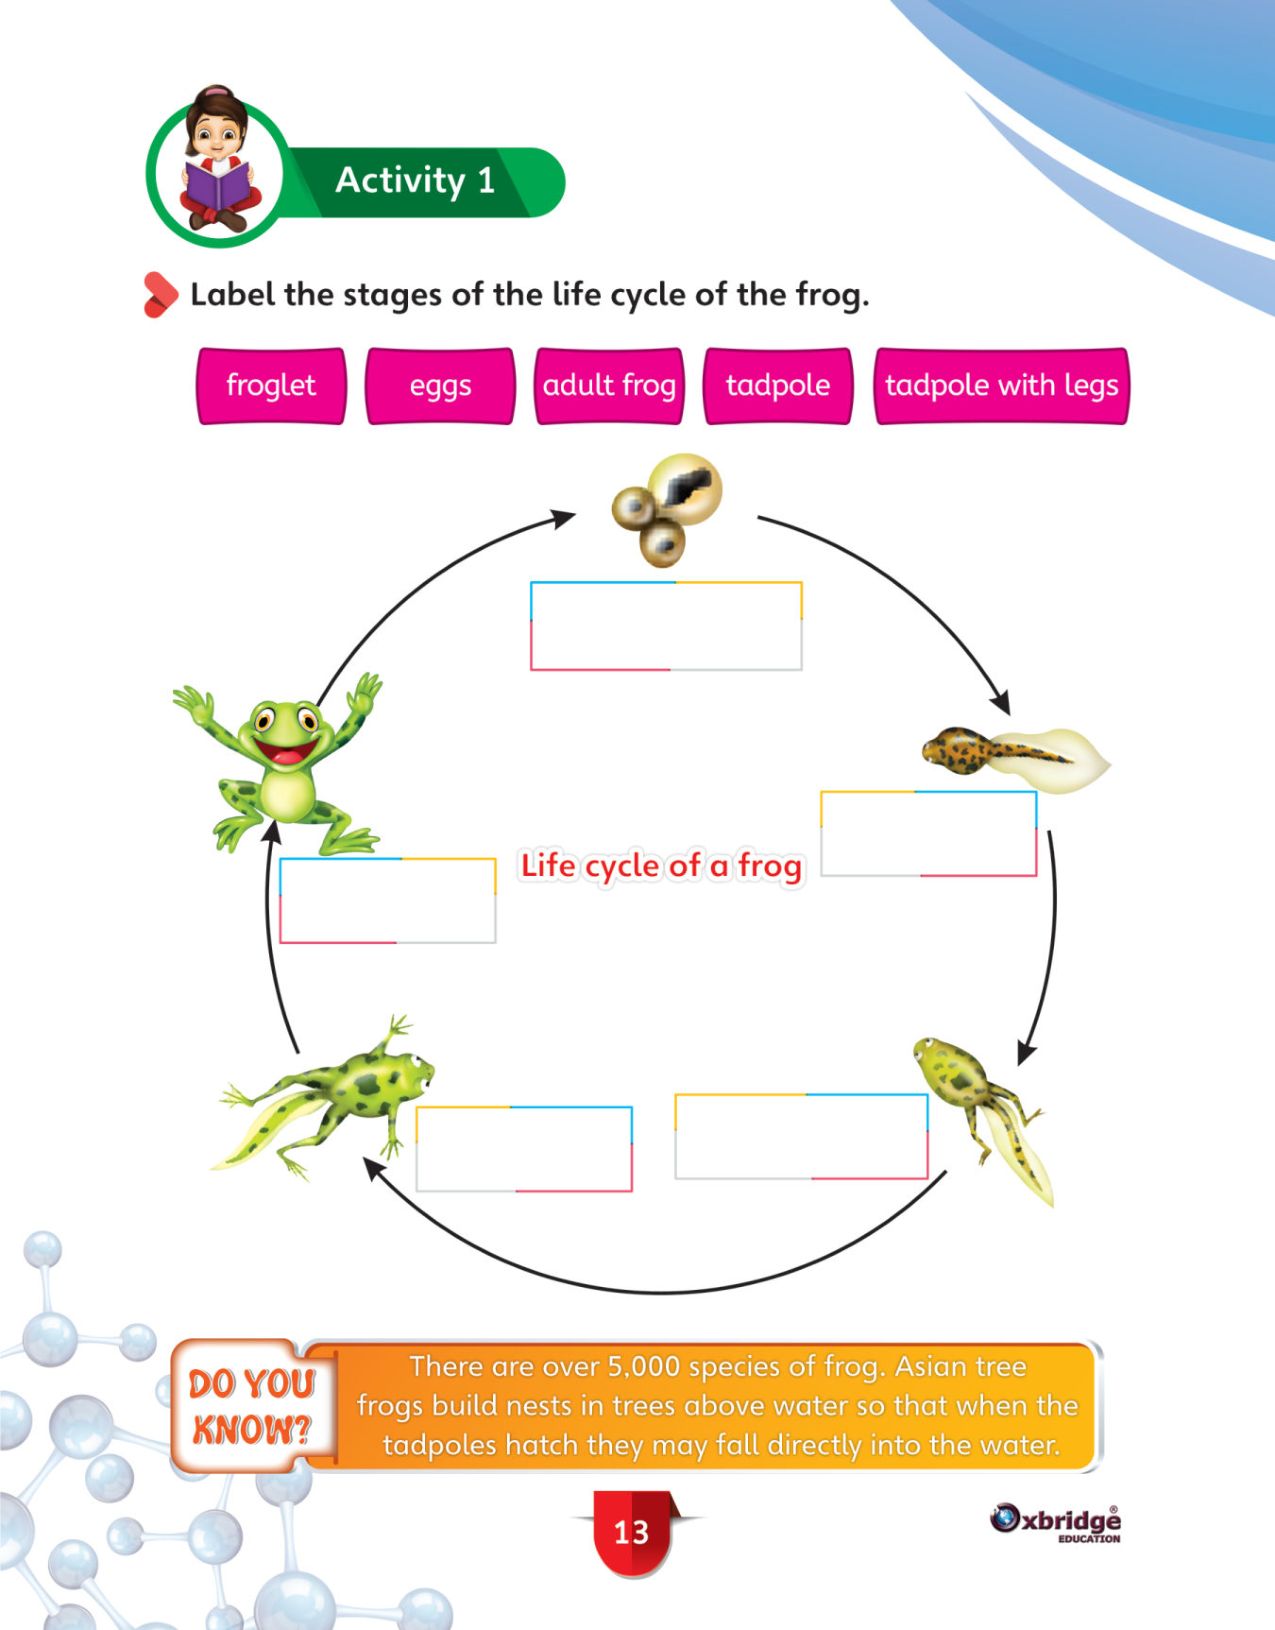 Activity 1
Label the stages of the life cycle of the frog.
froglet
eggs
adult frog
tadpole
tadpole with legs
Life cycle of a frog
DO YOU
KNOW?
There are over 5,000 species of frog. Asian tree
frogs build nests in trees above water so that when the
tadpoles hatch they may fall directly into the water.
13
Oxbridge®
EDUCATION